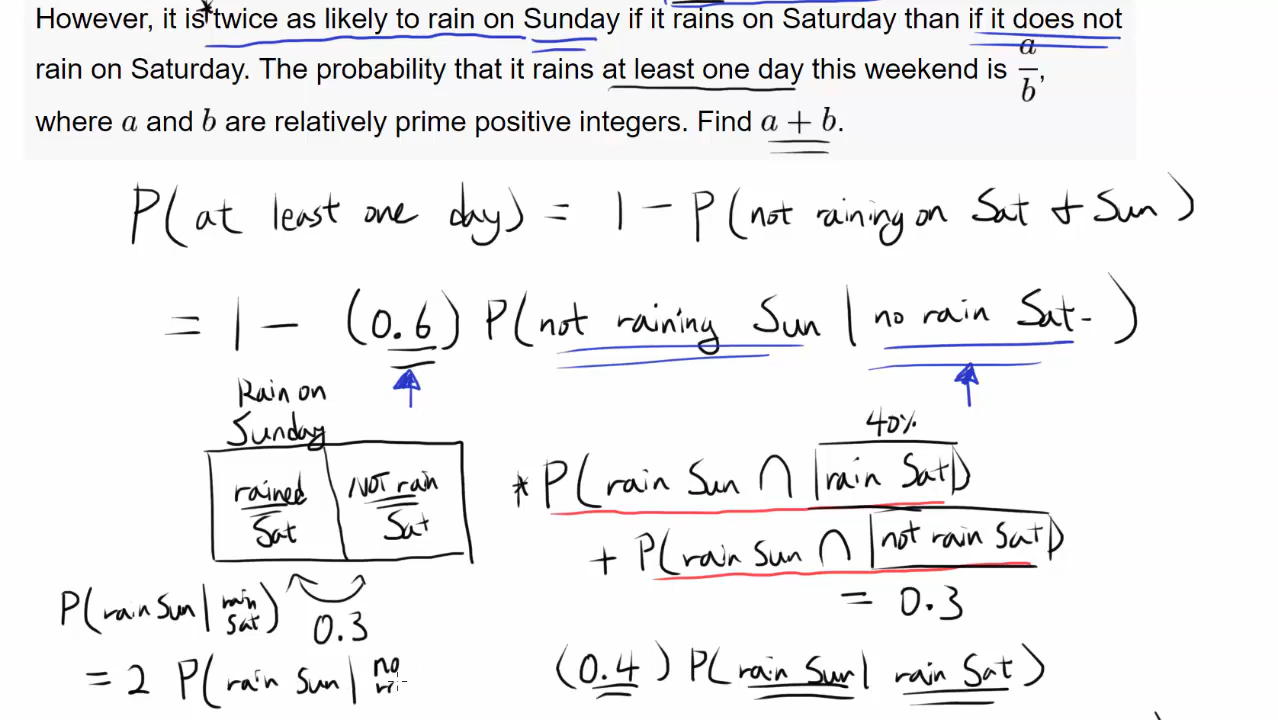 However, it is* twice as likely to rain on Sunday if it rains on Saturday than if it does not
rain on Saturday. The probability that it rains at least one day this weekend is a/b,
where a and b are relatively prime positive integers. Find a + b.
P(at least one day) = 1 - P(not raining on Sat & Sun)
= 1 - (0.6) P(not raining Sun | no rain Sat.)
Rain on
Sunday
rained
Sat
NOT rain
Sat
40%
* P(rain Sun ∩ rain Sat)
+ P(rain Sun ∩ not rain Sat)
= 0.3
P(rain Sun | rain Sat)
0.3
= 2 P(rain Sun | no
(0.4) P(rain Sun | rain Sat)